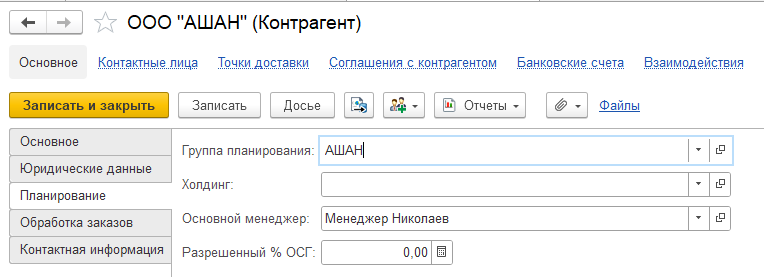 ООО "АШАН" (Контрагент)
Основное Контактные лица Точки доставки Соглашения с контрагентом Банковские счета Взаимодействия
Записать и закрыть Записать Досье Отчеты Файлы
Основное
Юридические данные
Планирование
Обработка заказов
Контактная информация
Группа планирования: АШАН
Холдинг:
Основной менеджер: Менеджер Николаев
Разрешенный % ОСГ: 0,00